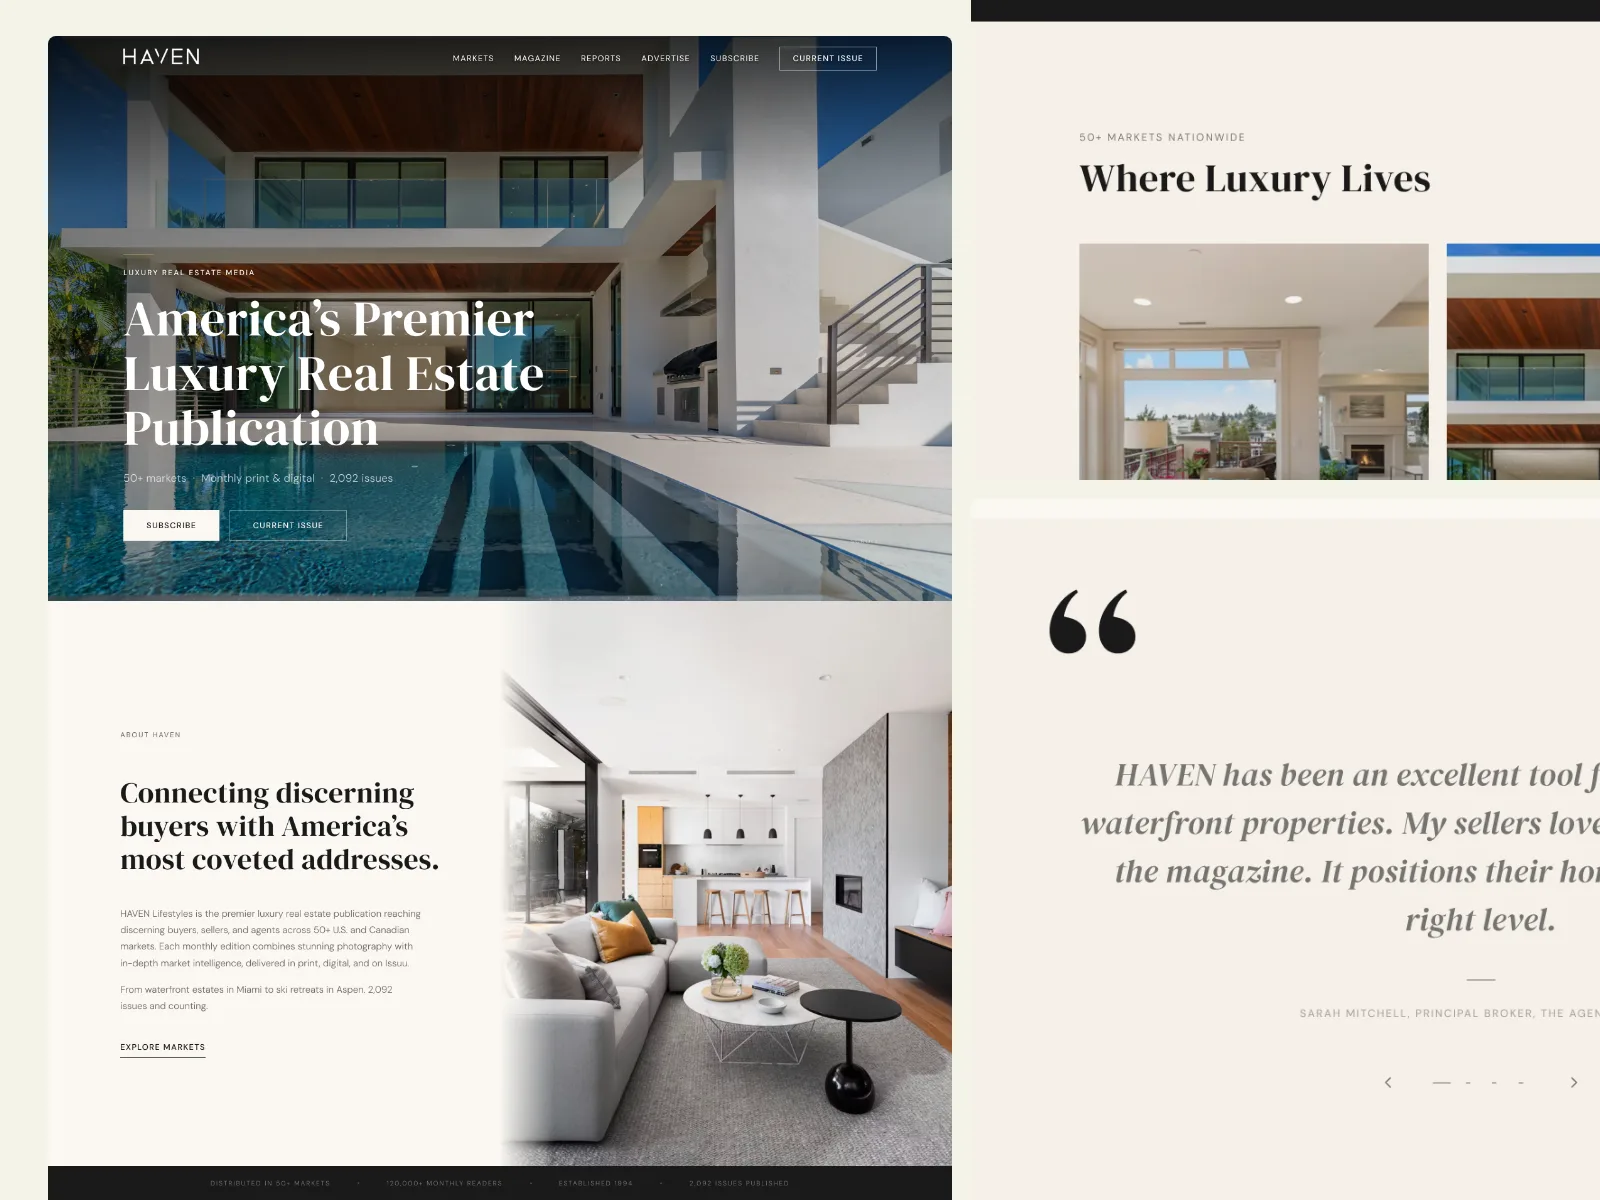 HAVEN
MARKETS MAGAZINE REPORTS ADVERTISE SUBSCRIBE CURRENT ISSUE
LUXURY REAL ESTATE MEDIA
America’s Premier
Luxury Real Estate
Publication
50+ markets · Monthly print & digital · 2,092 issues
SUBSCRIBE CURRENT ISSUE
ABOUT HAVEN
Connecting discerning
buyers with America’s
most coveted addresses.
HAVEN Lifestyles is the premier luxury real estate publication reaching
discerning buyers, sellers, and agents across 50+ U.S. and Canadian
markets. Each monthly edition combines stunning photography with
in-depth market intelligence, delivered in print, digital, and on Issuu.
From waterfront estates in Miami to ski retreats in Aspen. 2,092
issues and counting.
EXPLORE MARKETS
DISTRIBUTED IN 50+ MARKETS · 120,000+ MONTHLY READERS · ESTABLISHED 1994 · 2,092 ISSUES PUBLISHED
50+ MARKETS NATIONWIDE
Where Luxury Lives
“
HAVEN has been an excellent tool f
waterfront properties. My sellers love
the magazine. It positions their ho
right level.
SARAH MITCHELL, PRINCIPAL BROKER, THE AGEN